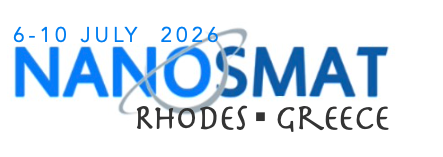 6-10 JULY 2026
NANOSMAT
RHODES ▪ GREECE